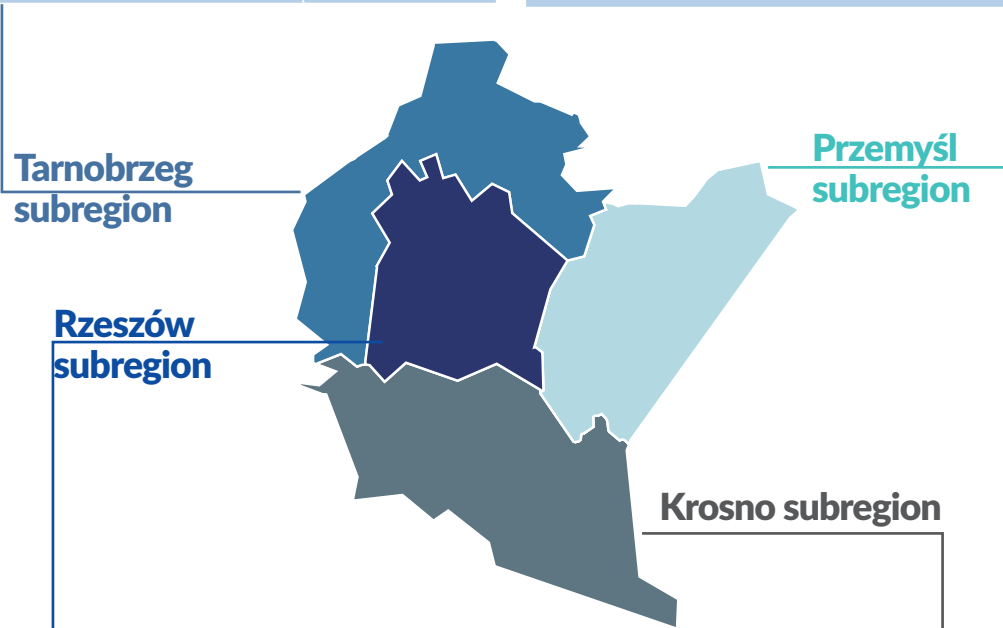 Tarnobrzeg
subregion
Przemyśl
subregion
Rzeszów
subregion
Krosno subregion